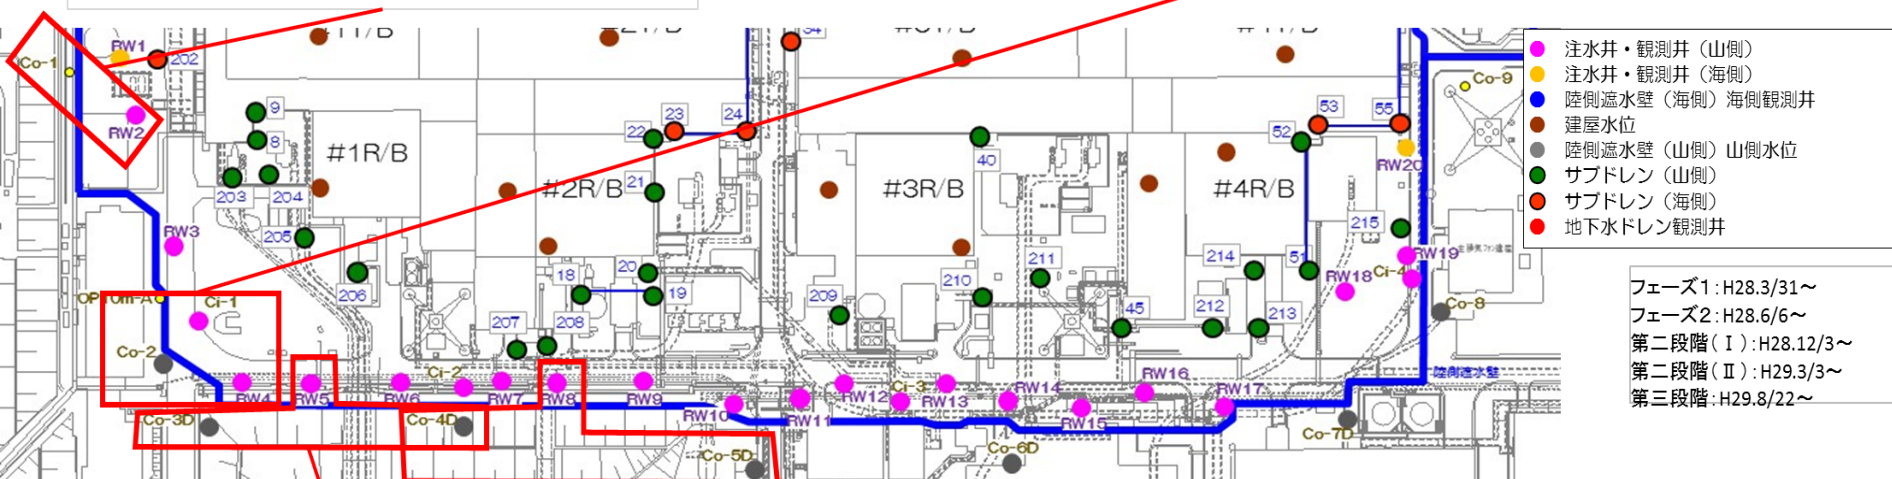 RW1
202
Co-1
RW2
9
8
203
204
205
206
#1R/B
22
23
24
21
#2R/B
18
20
19
207
208
34
40
#3R/B
209
210
211
45
212
213
214
51
52
53
55
#4R/B
215
RW20
RW19
RW18
Ci-4
Co-9
Co-8
RW3
OP10m-A
Ci-1
Co-2
RW4
RW5
RW6
Ci-2
RW7
RW8
RW9
RW10
RW11
RW12
Ci-3
RW13
RW14
RW15
RW16
RW17
陸側遮水壁
Co-3D
Co-4D
Co-5D
Co-6D
Co-7D
注水井・観測井（山側）
注水井・観測井（海側）
陸側遮水壁（海側）海側観測井
建屋水位
陸側遮水壁（山側）山側水位
サブドレン（山側）
サブドレン（海側）
地下水ドレン観測井
フェーズ1：H28.3/31～
フェーズ2：H28.6/6～
第二段階（Ⅰ）：H28.12/3～
第二段階（Ⅱ）：H29.3/3～
第三段階：H29.8/22～